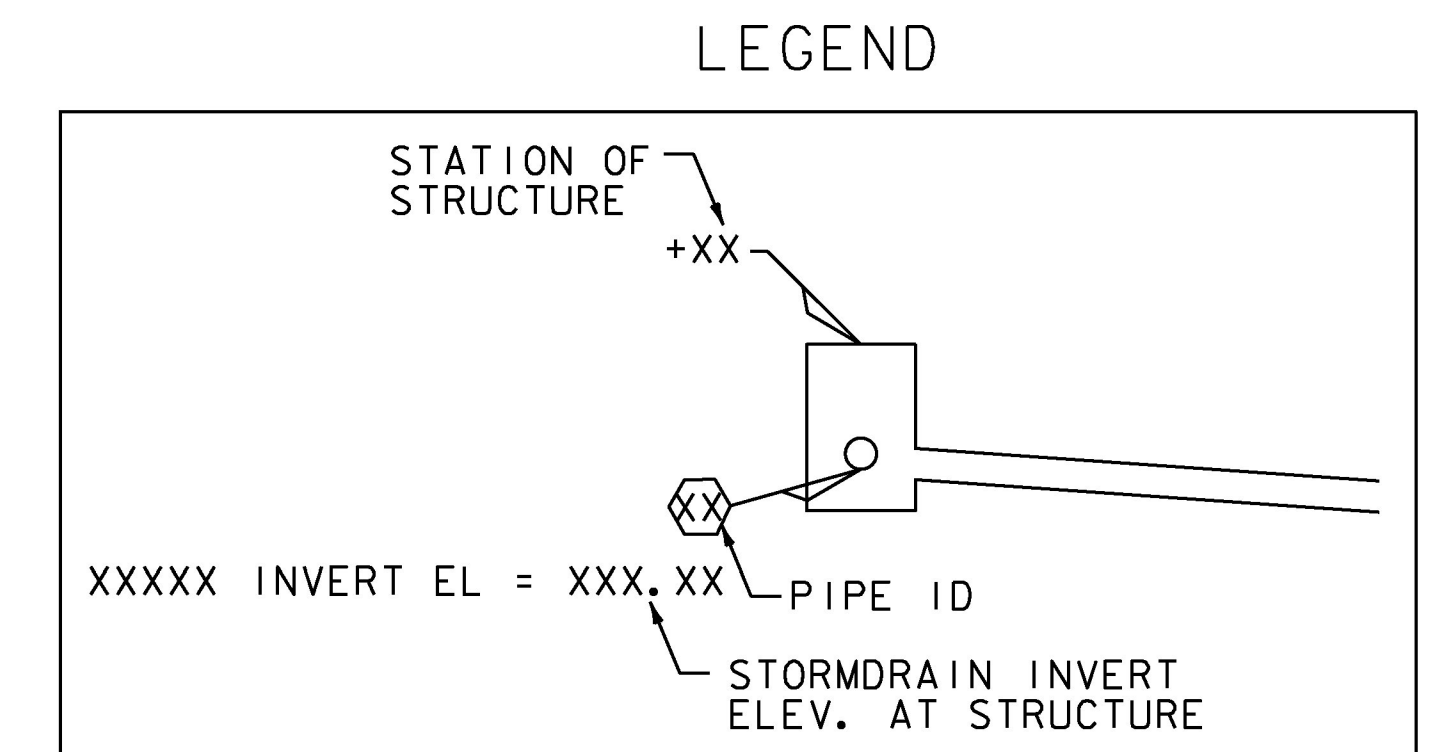 LEGEND
STATION OF
STRUCTURE
+XX
XX
XXXXX INVERT EL = XXX.XX
PIPE ID
STORMDRAIN INVERT
ELEV. AT STRUCTURE